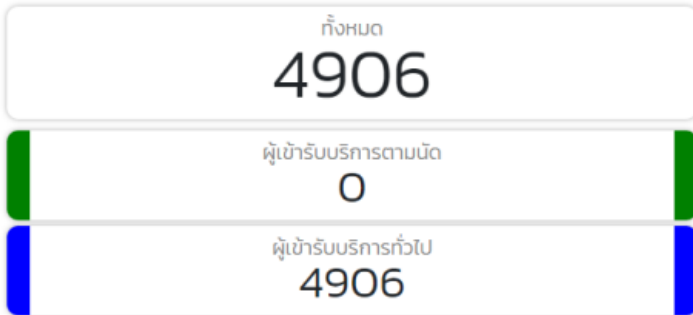 ทั้งหมด
4906
ผู้เข้ารับบริการตามนัด
0
ผู้เข้ารับบริการทั่วไป
4906